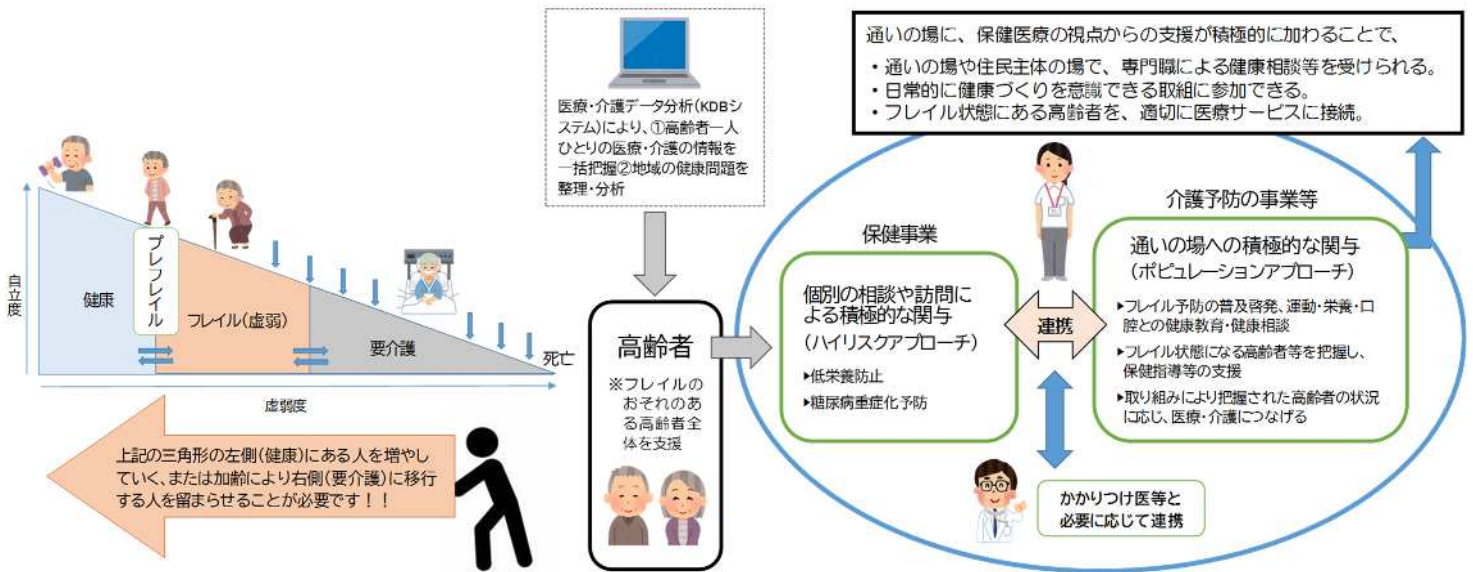 自立度
健康
プレフレイル
フレイル(虚弱)
要介護
死亡
虚弱度
上記の三角形の左側(健康)にある人を増やし
ていく、または加齢により右側(要介護)に移行
する人を留まらせることが必要です！！
医療・介護データ分析(KDBシ
ステム)により、①高齢者一人
ひとりの医療・介護の情報を
一括把握②地域の健康問題を
整理・分析
高齢者
※フレイルの
おそれのあ
る高齢者全
体を支援
通いの場に、保健医療の視点からの支援が積極的に加わることで、
・通いの場や住民主体の場で、専門職による健康相談等を受けられる。
・日常的に健康づくりを意識できる取組に参加できる。
・フレイル状態にある高齢者を、適切に医療サービスに接続。
保健事業
個別の相談や訪問に
よる積極的な関与
(ハイリスクアプローチ)
▶低栄養防止
▶糖尿病重症化予防
連携
介護予防の事業等
通いの場への積極的な関与
(ポピュレーションアプローチ)
▶フレイル予防の普及啓発、運動・栄養・口
腔との健康教育・健康相談
▶フレイル状態になる高齢者等を把握し、
保健指導等の支援
▶取り組みにより把握された高齢者の状況
に応じ、医療・介護につなげる
かかりつけ医等と
必要に応じて連携